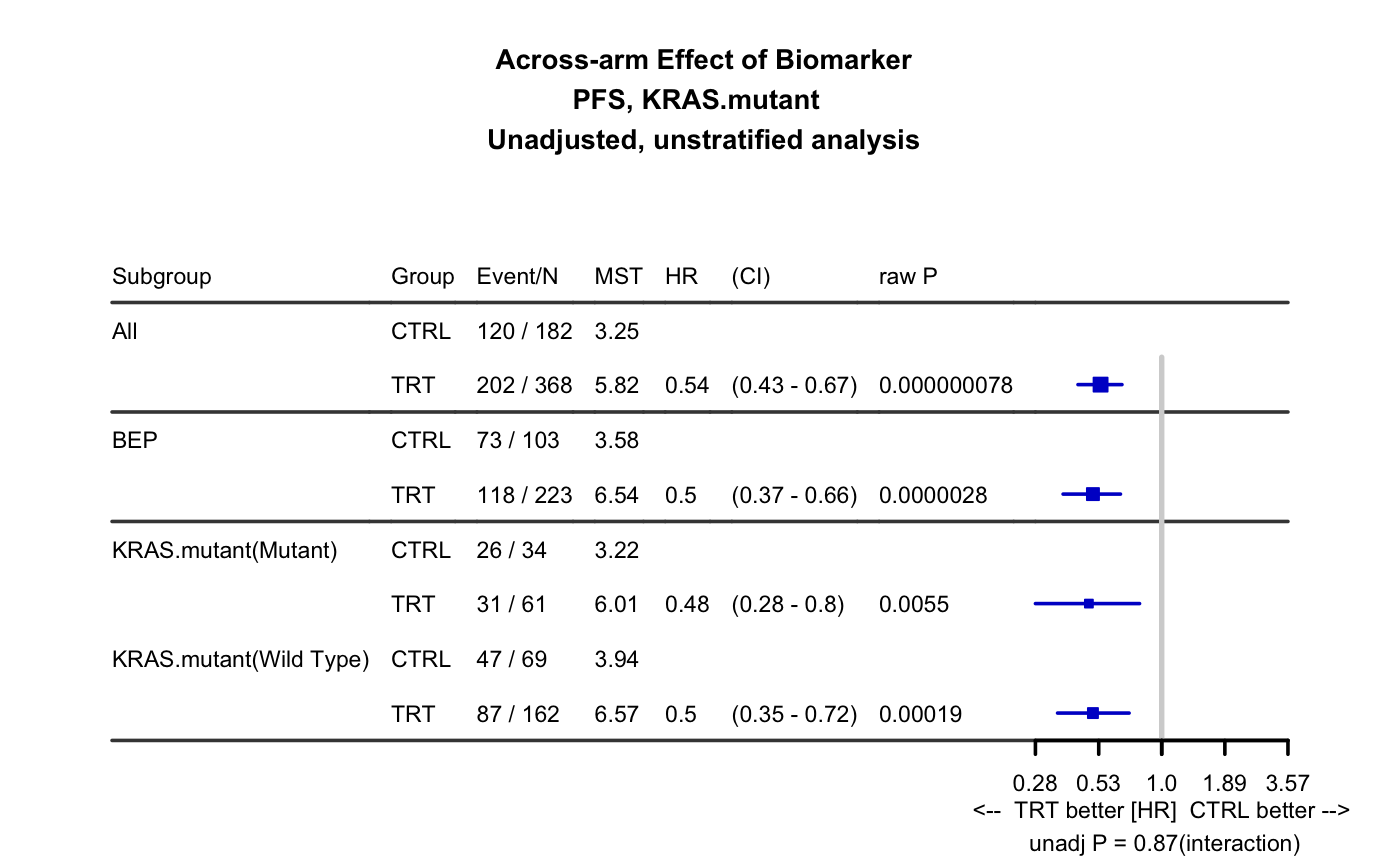 Across-arm Effect of Biomarker
PFS, KRAS.mutant
Unadjusted, unstratified analysis
Subgroup Group Event/N MST HR (CI) raw P
All CTRL 120 / 182 3.25
TRT 202 / 368 5.82 0.54 (0.43 - 0.67) 0.000000078
BEP CTRL 73 / 103 3.58
TRT 118 / 223 6.54 0.5 (0.37 - 0.66) 0.0000028
KRAS.mutant(Mutant) CTRL 26 / 34 3.22
TRT 31 / 61 6.01 0.48 (0.28 - 0.8) 0.0055
KRAS.mutant(Wild Type) CTRL 47 / 69 3.94
TRT 87 / 162 6.57 0.5 (0.35 - 0.72) 0.00019
0.28 0.53 1.0 1.89 3.57
<-- TRT better [HR] CTRL better -->
unadj P = 0.87(interaction)